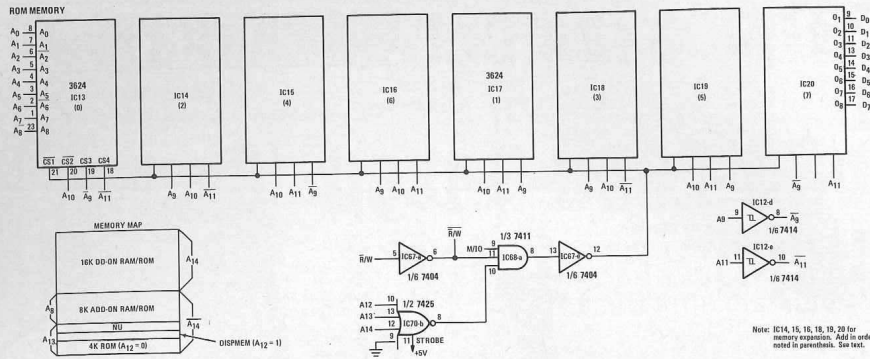 ROM MEMORY
A0 8 A0
A1 7 A1
A2 6 A2
A3 5 A3
A4 4 A4
A5 3 A5
A6 2 A6
A7 1 A7
A8 23 A8
3624
IC13
(0)
CS1 CS2 CS3 CS4
21 20 19 18
A10 A9 A11
IC14
(2)
A9 A10 A11
IC15
(4)
A10 A11 A9
IC16
(6)
A9 A10 A11
3624
IC17
(1)
A9 A10 A11
IC18
(3)
A9 A10 A11
IC19
(5)
A10 A11 A9
IC20
(7)
A9 A11
O1 9 D0
O2 10 D1
O3 11 D2
O4 13 D3
O5 14 D4
O6 15 D5
O7 16 D6
O8 17 D7
MEMORY MAP
16K DD-ON RAM/ROM
A14
8K ADD-ON RAM/ROM
A8
NU
A14
A13
4K ROM (A12 = 0)
DISPMEM (A12 = 1)
R/W 5 IC67-a 6
1/6 7404
R/W
M/IO 9
11
10
1/3 7411
IC68-a
8
13 IC67-e 12
1/6 7404
A12 10
A13 13
A14 12
9
1/2 7425
IC70-b
8
11 STROBE
+5V
IC12-d
A9 9 8 A9
1/6 7414
IC12-e
A11 11 10 A11
1/6 7414
Note: IC14, 15, 16, 18, 19, 20 for
memory expansion. Add in orde
noted in parenthesis. See text.